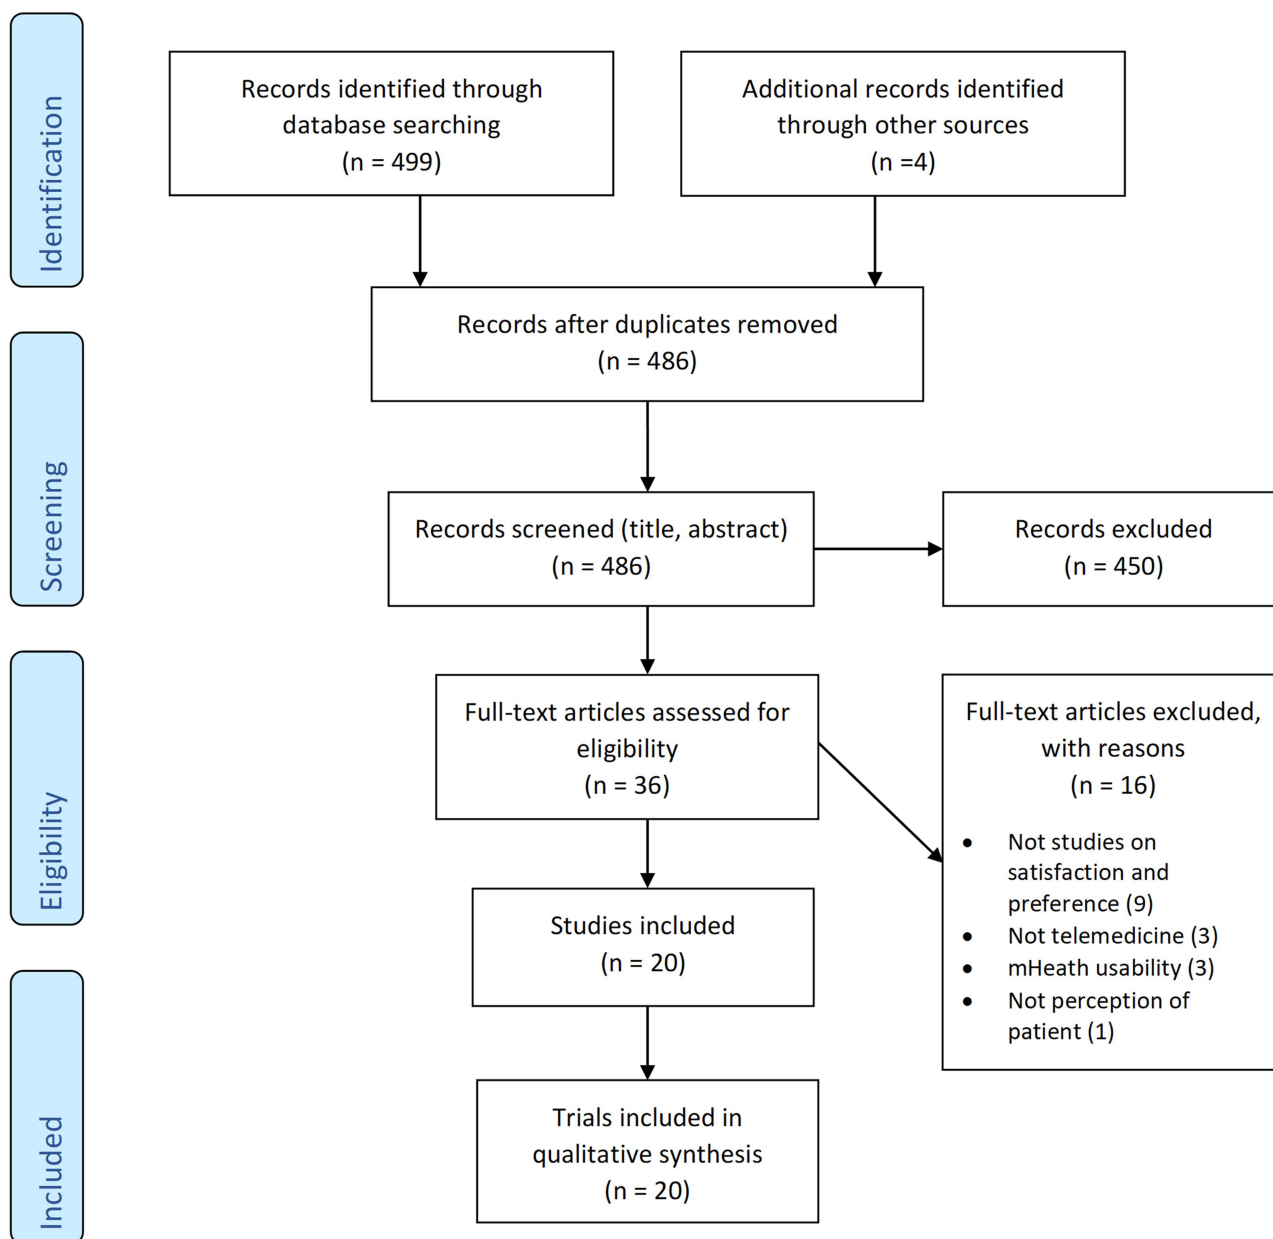 Identification
Records identified through
database searching
(n = 499)
Additional records identified
through other sources
(n =4)
Records after duplicates removed
(n = 486)
Screening
Records screened (title, abstract)
(n = 486)
Records excluded
(n = 450)
Eligibility
Full-text articles assessed for
eligibility
(n = 36)
Full-text articles excluded,
with reasons
(n = 16)
• Not studies on
satisfaction and
preference (9)
• Not telemedicine (3)
• mHeath usability (3)
• Not perception of
patient (1)
Studies included
(n = 20)
Included
Trials included in
qualitative synthesis
(n = 20)